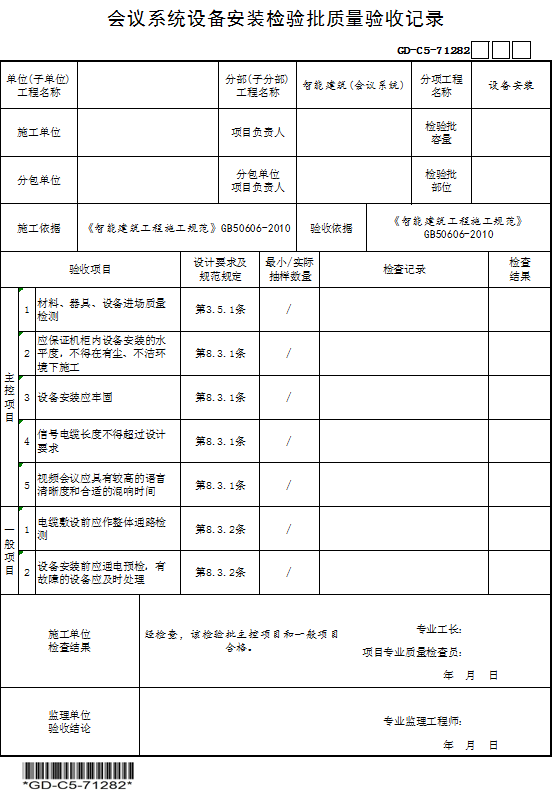 会议系统设备安装检验批质量验收记录
GD-C5-71282
单位(子单位)
工程名称
分部(子分部)
工程名称
智能建筑(会议系统)
分项工程
名称
设备安装
施工单位
项目负责人
检验批
容量
分包单位
分包单位
项目负责人
检验批
部位
施工依据
《智能建筑工程施工规范》GB50606-2010
验收依据
《智能建筑工程施工规范》
GB50606-2010
验收项目
设计要求及
规范规定
最小/实际
抽样数量
检查记录
检查
结果
主控项目
1
材料、器具、设备进场质量
检测
第3.5.1条
/
2
应保证机柜内设备安装的水
平度，不得在有尘、不洁环
境下施工
第8.3.1条
/
3
设备安装应牢固
第8.3.1条
/
4
信号电缆长度不得超过设计
要求
第8.3.1条
/
5
视频会议应具有较高的语言
清晰度和合适的混响时间
第8.3.1条
/
一般项目
1
电缆敷设前应作整体通路检
测
第8.3.2条
/
2
设备安装前应通电预检，有
故障的设备应及时处理
第8.3.2条
/
施工单位
检查结果
经检查，该检验批主控项目和一般项目
合格。
专业工长：
项目专业质量检查员：
年 月 日
监理单位
验收结论
专业监理工程师：
年 月 日
*GD-C5-71282*